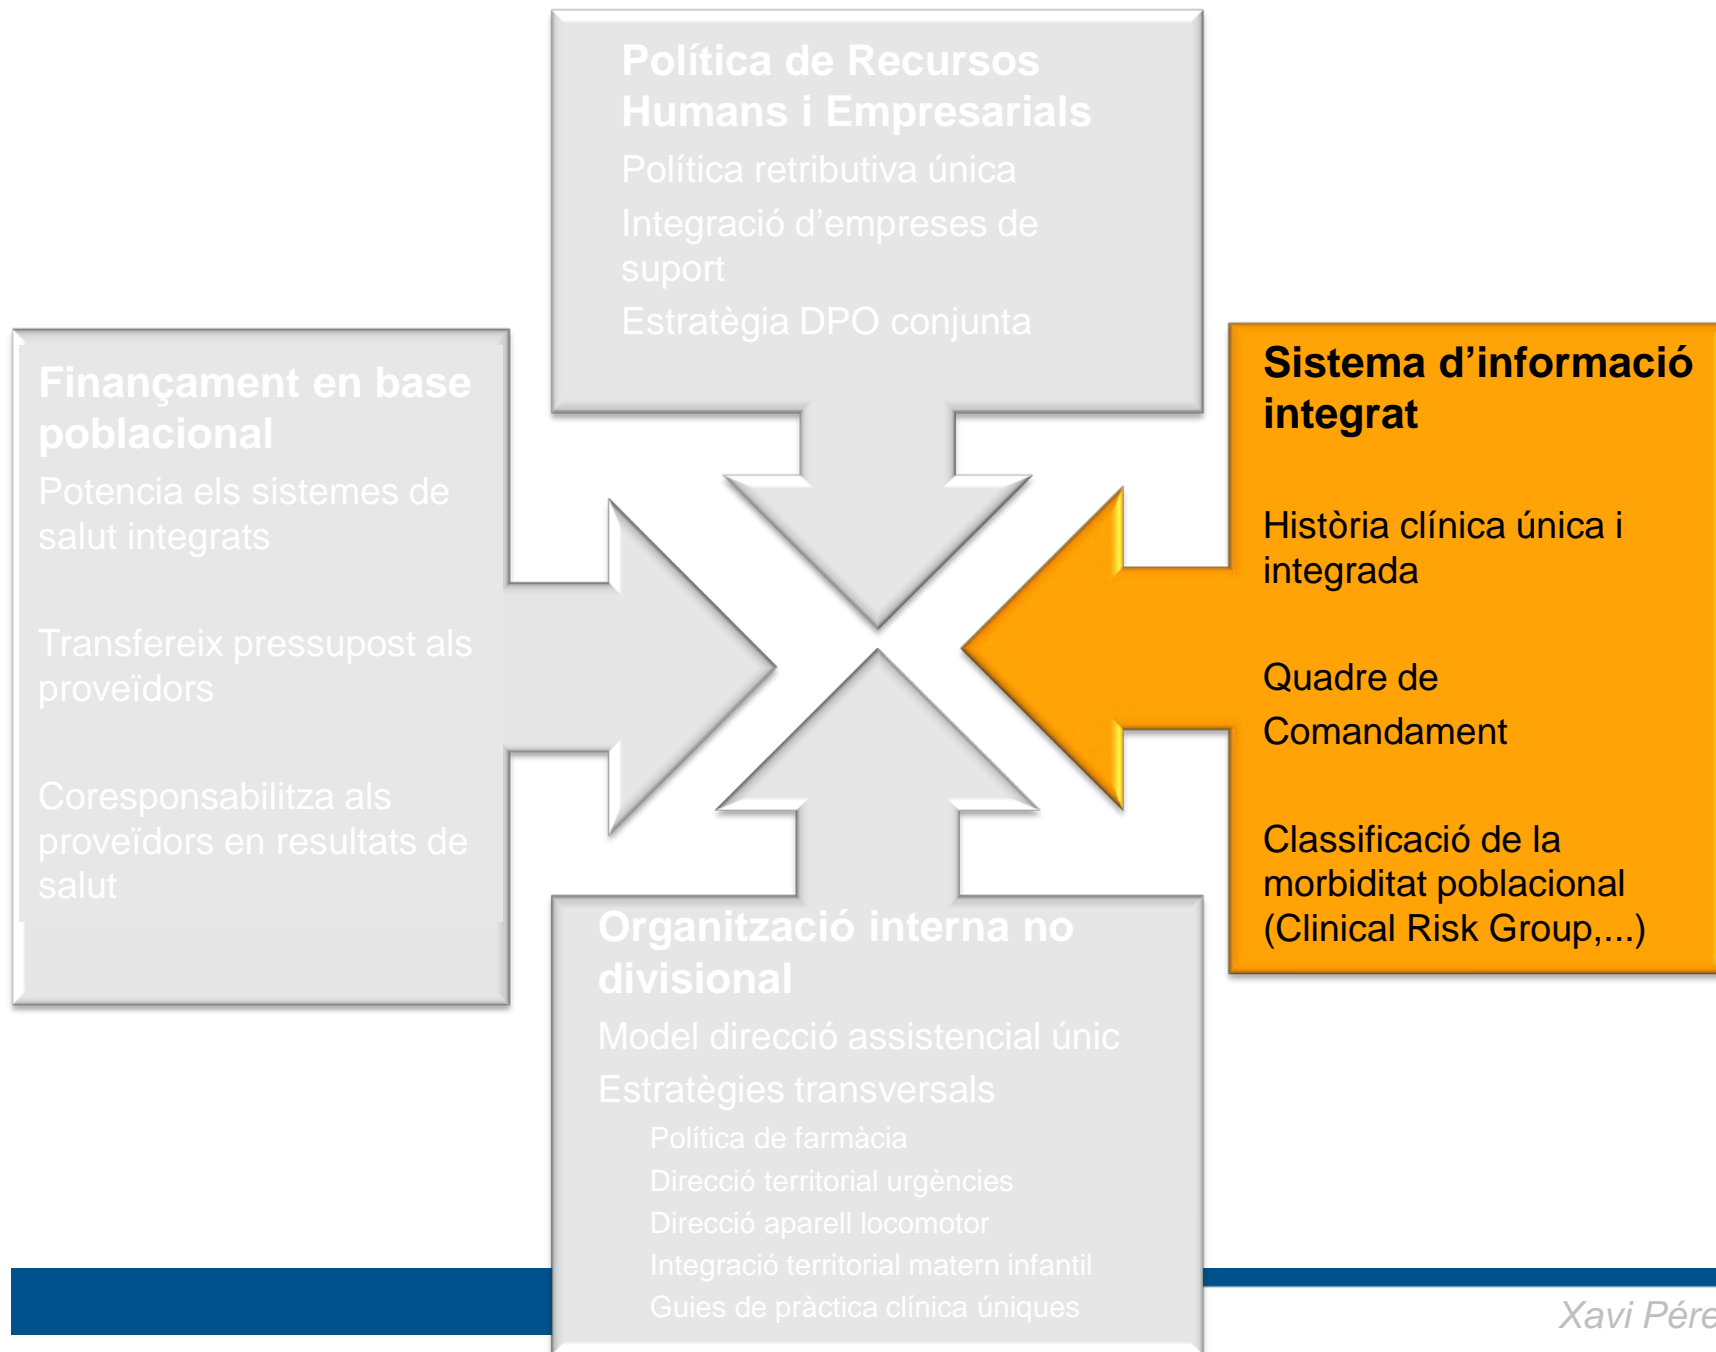 Política de Recursos
Humans i Empresarials
Política retributiva única
Integració d’empreses de
suport
Estratègia DPO conjunta
Finançament en base
poblacional
Potencia els sistemes de
salut integrats
Transfereix pressupost als
proveïdors
Coresponsabilitza als
proveïdors en resultats de
salut
Sistema d’informació
integrat
Història clínica única i
integrada
Quadre de
Comandament
Classificació de la
morbiditat poblacional
(Clinical Risk Group,...)
Organització interna no
divisional
Model direcció assistencial únic
Estratègies transversals
Política de farmàcia
Direcció territorial urgències
Direcció aparell locomotor
Integració territorial matern infantil
Guies de pràctica clínica úniques
Xavi Pére